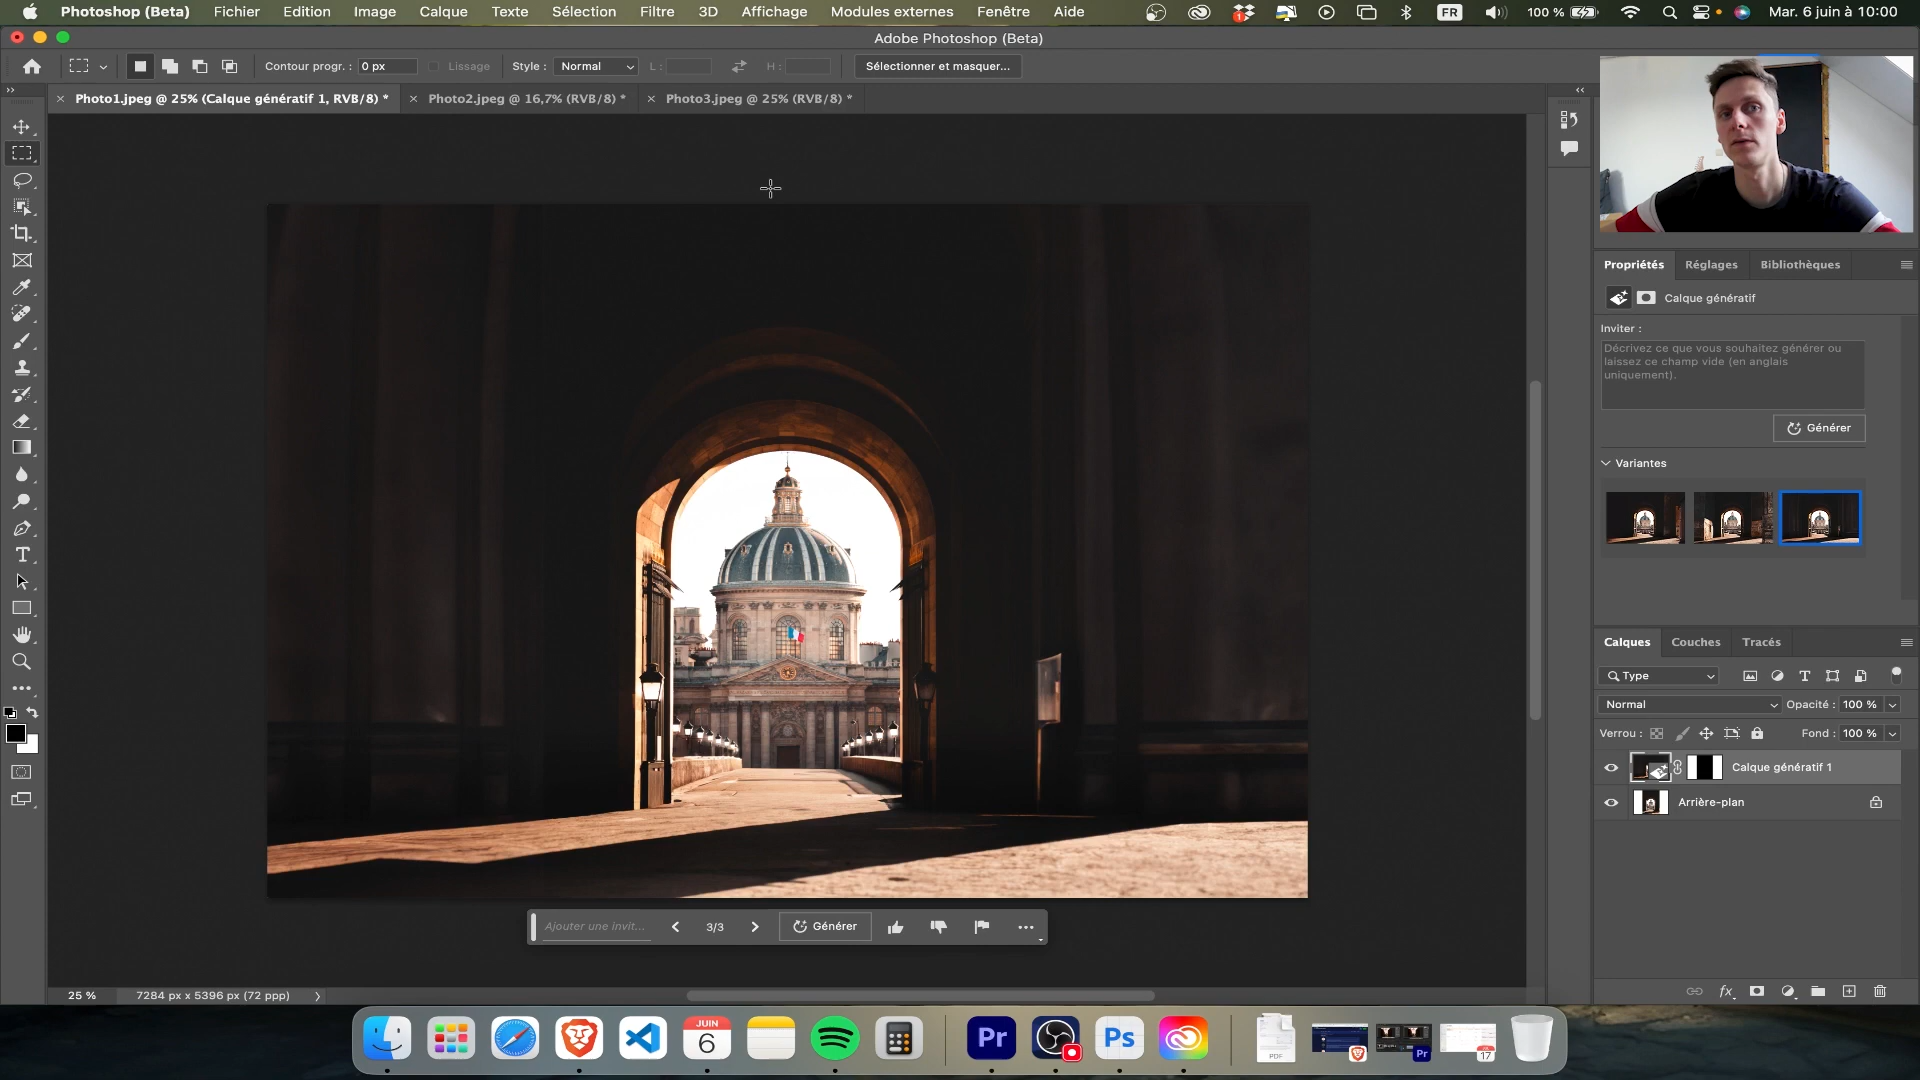 Photoshop (Beta) Fichier Edition Image Calque Texte Sélection Filtre 3D Affichage Modules externes Fenêtre Aide 1 100 % FR Mar. 6 juin à 10:00
Adobe Photoshop (Beta)
Contour progr. : 0 px Lissage Style : Normal L : H : Sélectionner et masquer...
Photo1.jpeg @ 25% (Calque génératif 1, RVB/8) * Photo2.jpeg @ 16,7% (RVB/8) * Photo3.jpeg @ 25% (RVB/8) *
Propriétés Réglages Bibliothèques
Calque génératif
Inviter :
Décrivez ce que vous souhaitez générer ou
laissez ce champ vide (en anglais
uniquement).
Générer
Variantes
Calques Couches Tracés
Type
Normal Opacité : 100 %
Verrou : Fond : 100 %
Calque génératif 1
Arrière-plan
Ajouter une invit... 3/3 Générer
25 % 7284 px x 5396 px (72 ppp)
fx
JUIN
6
Pr
Ps
PDF
Pr
17